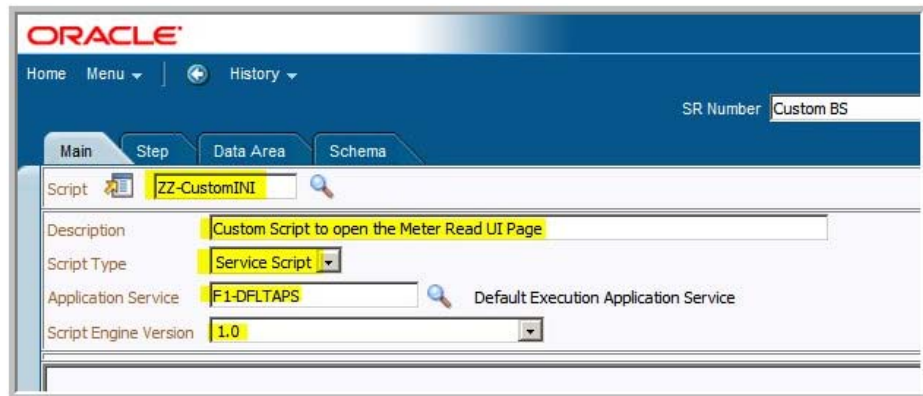 ORACLE
Home Menu History
SR Number Custom BS
Main Step Data Area Schema
Script ZZ-CustomINI
Description Custom Script to open the Meter Read UI Page
Script Type Service Script
Application Service F1-DFLTAPS Default Execution Application Service
Script Engine Version 1.0